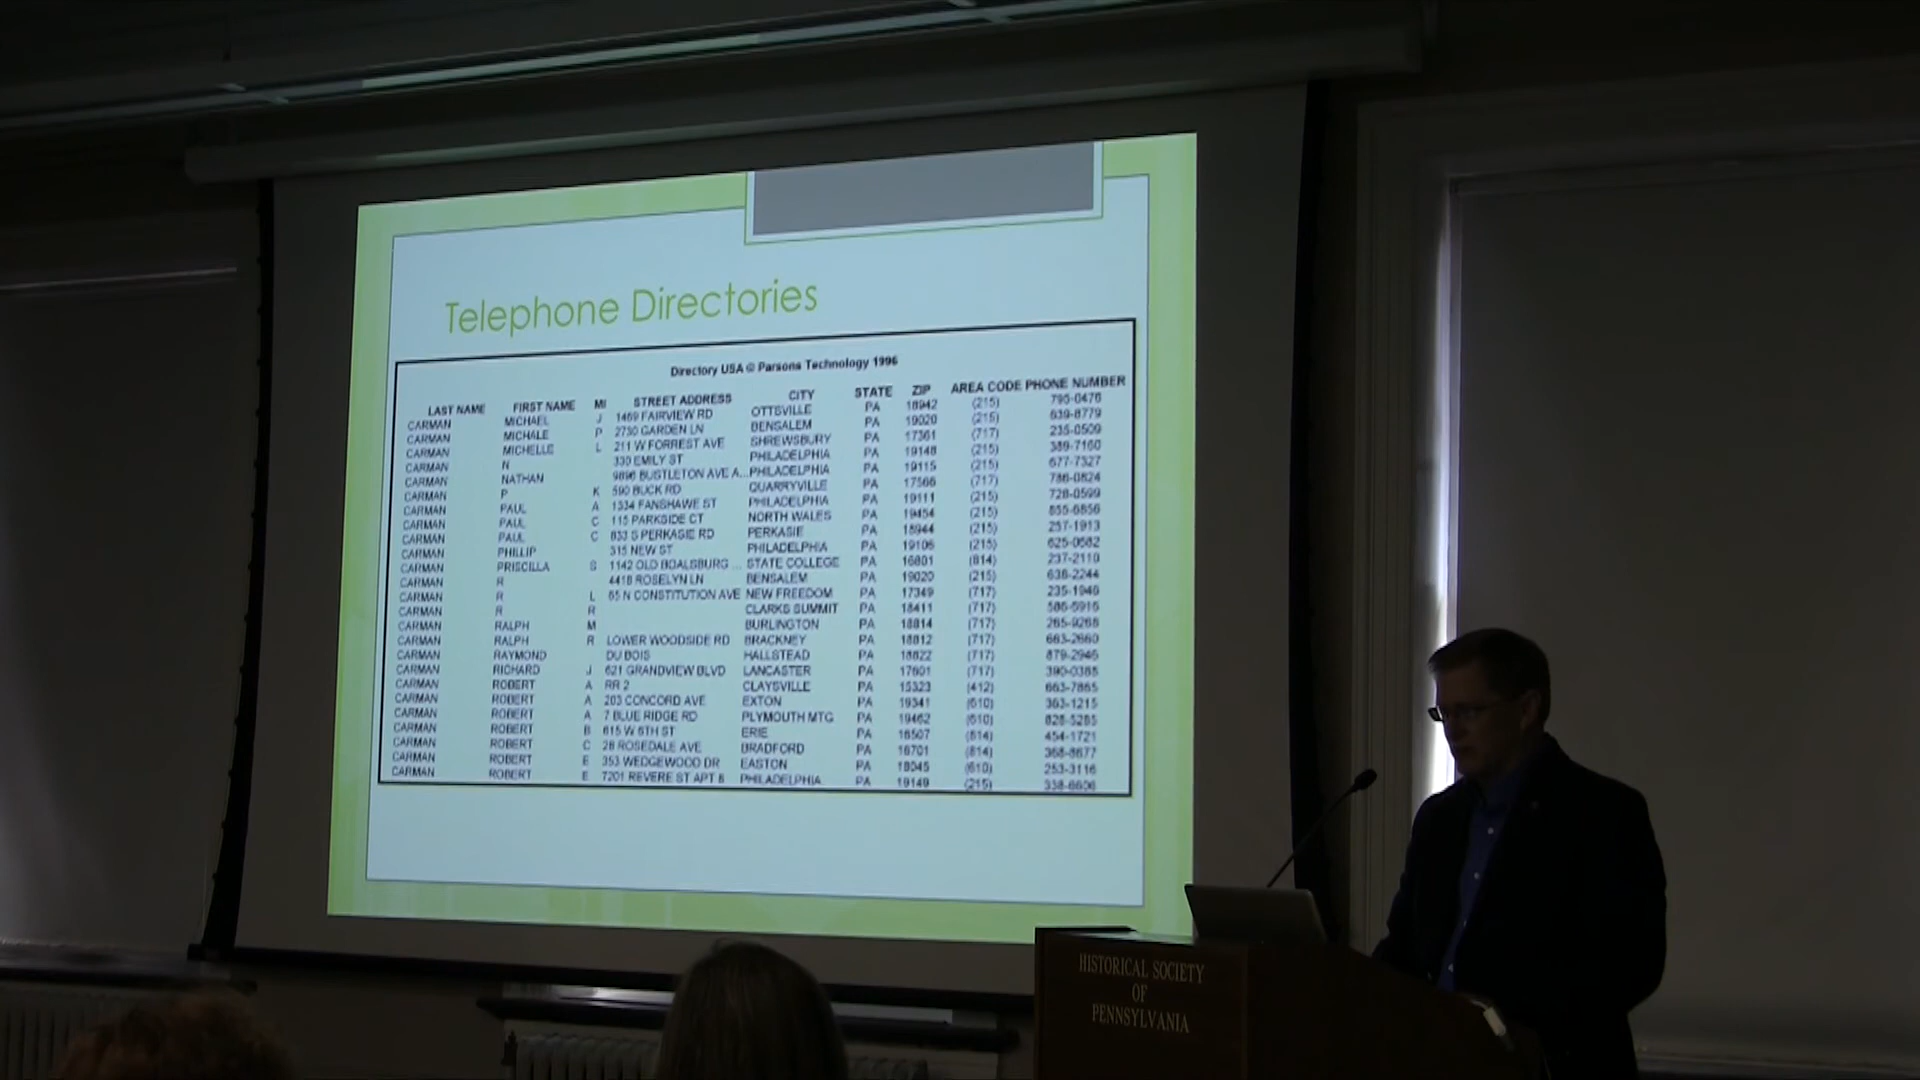 Telephone Directories
Directory USA @ Parsons Technology 1996
LAST NAME FIRST NAME MI STREET ADDRESS CITY STATE ZIP AREA CODE PHONE NUMBER
CARMAN MICHAEL J 1469 FAIRVIEW RD OTTSVILLE PA 18942 (215) 795-0476
CARMAN MICHALE P 2730 GARDEN LN BENSALEM PA 19020 (215) 639-8779
CARMAN MICHELLE L 211 W FORREST AVE SHREWSBURY PA 17361 (717) 235-0509
CARMAN N 330 EMILY ST PHILADELPHIA PA 19148 (215) 389-7160
CARMAN NATHAN 9896 BUSTLETON AVE A... PHILADELPHIA PA 19115 (215) 677-7327
CARMAN P K 590 BUCK RD QUARRYVILLE PA 17566 (717) 786-0824
CARMAN PAUL A 1334 FANSHAWE ST PHILADELPHIA PA 19111 (215) 728-0599
CARMAN PAUL C 115 PARKSIDE CT NORTH WALES PA 19454 (215) 855-6856
CARMAN PAUL C 833 S PERKASIE RD PERKASIE PA 18944 (215) 257-1913
CARMAN PHILLIP 315 NEW ST PHILADELPHIA PA 19106 (215) 625-0682
CARMAN PRISCILLA S 1142 OLD BOALSBURG ... STATE COLLEGE PA 16801 (814) 237-2110
CARMAN R 4418 ROSELYN LN BENSALEM PA 19020 (215) 638-2244
CARMAN R L 65 N CONSTITUTION AVE NEW FREEDOM PA 17349 (717) 235-1946
CARMAN R R CLARKS SUMMIT PA 18411 (717) 586-5916
CARMAN RALPH M BURLINGTON PA 18814 (717) 265-9268
CARMAN RALPH R LOWER WOODSIDE RD BRACKNEY PA 18812 (717) 663-2660
CARMAN RAYMOND DU BOIS HALLSTEAD PA 18822 (717) 879-2946
CARMAN RICHARD J 621 GRANDVIEW BLVD LANCASTER PA 17601 (717) 390-0385
CARMAN ROBERT A RR 2 CLAYSVILLE PA 15323 (412) 663-7865
CARMAN ROBERT A 203 CONCORD AVE EXTON PA 19341 (610) 363-1215
CARMAN ROBERT A 7 BLUE RIDGE RD PLYMOUTH MTG PA 19462 (610) 828-5285
CARMAN ROBERT B 615 W 6TH ST ERIE PA 16507 (814) 454-1721
CARMAN ROBERT C 28 ROSEDALE AVE BRADFORD PA 16701 (814) 368-8677
CARMAN ROBERT E 353 WEDGEWOOD DR EASTON PA 18045 (610) 253-3116
CARMAN ROBERT E 7201 REVERE ST APT B PHILADELPHIA PA 19149 (215) 338-6606
HISTORICAL SOCIETY
OF
PENNSYLVANIA